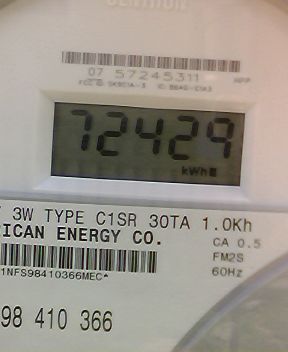 07 57245311
72429
kWh
3W TYPE C1SR 30TA 1.0Kh
RICAN ENERGY CO.
CA 0.5
FM2S
60Hz
1NFS98410366MEC*
98 410 366